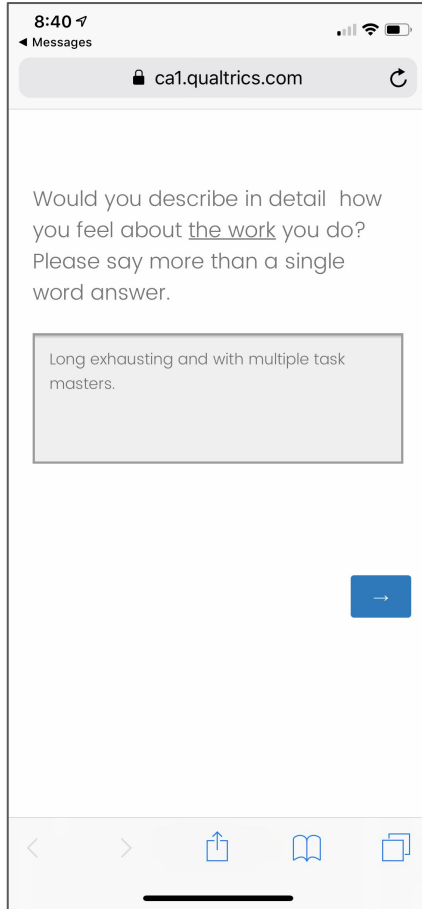 8:40
◀ Messages
ca1.qualtrics.com
Would you describe in detail  how
you feel about the work you do?
Please say more than a single
word answer.
Long exhausting and with multiple task
masters.
→